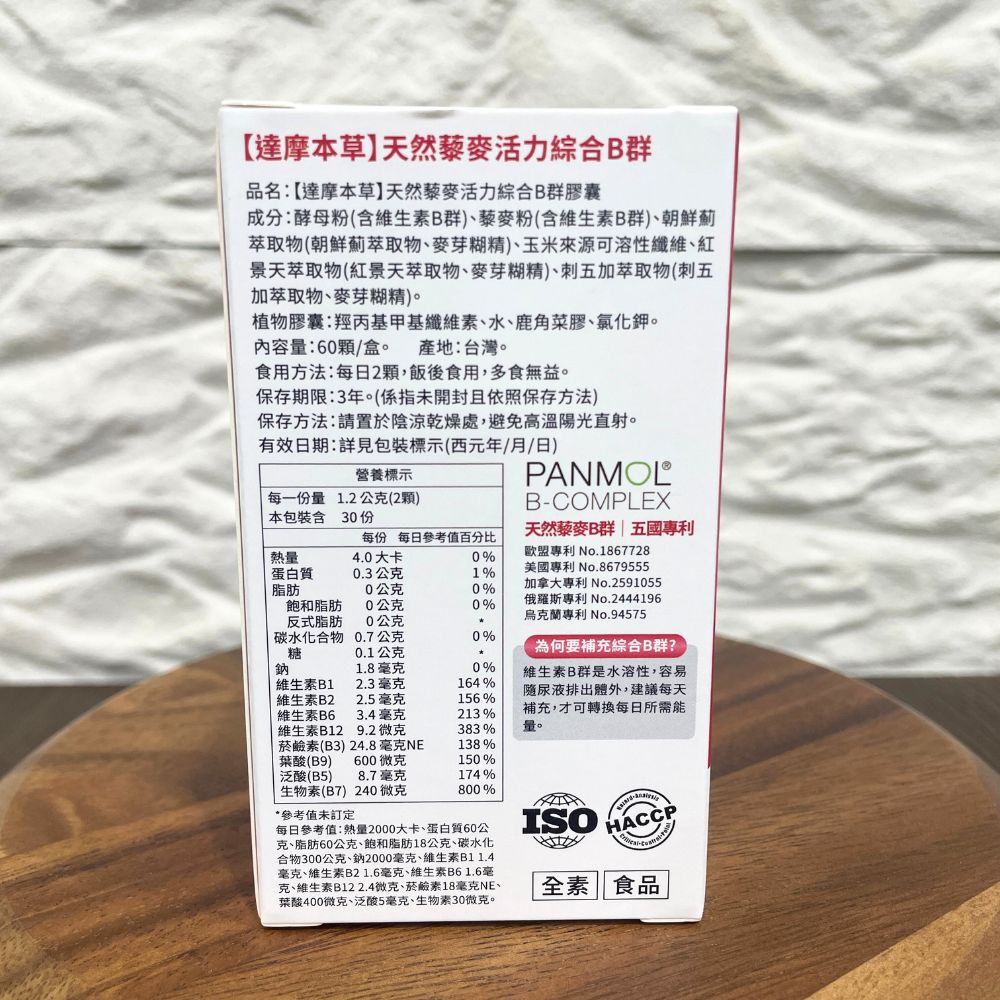 【達摩本草】天然藜麥活力綜合B群
品名:【達摩本草】天然藜麥活力綜合B群膠囊
成分:酵母粉(含維生素B群)、藜麥粉(含維生素B群)、朝鮮薊
萃取物(朝鮮薊萃取物、麥芽糊精)、玉米來源可溶性纖維、紅
景天萃取物(紅景天萃取物、麥芽糊精)、刺五加萃取物(刺五
加萃取物、麥芽糊精)。
植物膠囊:羥丙基甲基纖維素、水、鹿角菜膠、氯化鉀。
內容量:60顆/盒。 產地:台灣。
食用方法:每日2顆,飯後食用,多食無益。
保存期限:3年。(係指未開封且依照保存方法)
保存方法:請置於陰涼乾燥處,避免高溫陽光直射。
有效日期:詳見包裝標示(西元年/月/日)
營養標示
每一份量 1.2 公克(2顆)
本包裝含 30 份
每份 每日參考值百分比
熱量 4.0 大卡 0 %
蛋白質 0.3 公克 1 %
脂肪 0 公克 0 %
飽和脂肪 0 公克 0 %
反式脂肪 0 公克 *
碳水化合物 0.7 公克 0 %
糖 0.1 公克 *
鈉 1.8 毫克 0 %
維生素B1 2.3 毫克 164 %
維生素B2 2.5 毫克 156 %
維生素B6 3.4 毫克 213 %
維生素B12 9.2 微克 383 %
菸鹼素(B3) 24.8 毫克NE 138 %
葉酸(B9) 600 微克 150 %
泛酸(B5) 8.7 毫克 174 %
生物素(B7) 240 微克 800 %
*參考值未訂定
每日參考值:熱量2000大卡、蛋白質60公
克、脂肪60公克、飽和脂肪18公克、碳水化
合物300公克、鈉2000毫克、維生素B1 1.4
毫克、維生素B2 1.6毫克、維生素B6 1.6毫
克、維生素B12 2.4微克、菸鹼素18毫克NE、
葉酸400微克、泛酸5毫克、生物素30微克。
PANMOL®
B-COMPLEX
天然藜麥B群|五國專利
歐盟專利 No.1867728
美國專利 No.8679555
加拿大專利 No.2591055
俄羅斯專利 No.2444196
烏克蘭專利 No.94575
為何要補充綜合B群?
維生素B群是水溶性,容易
隨尿液排出體外,建議每天
補充,才可轉換每日所需能
量。
ISO
Hazard-Analysis
HACCP
Critical-Control-Point
全素 食品